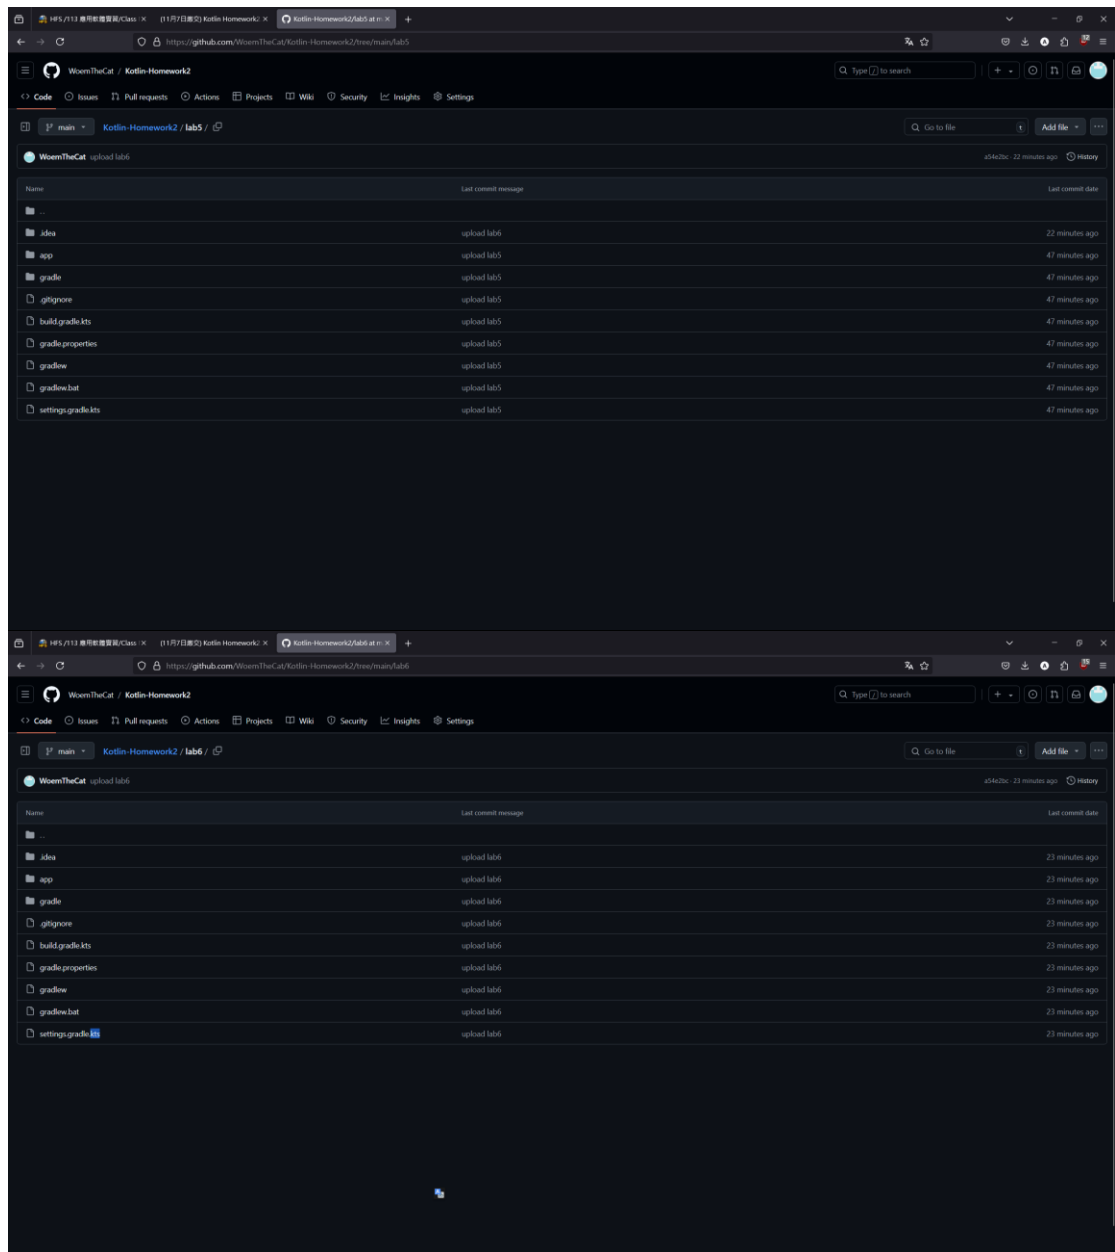 HFS /113 應用軟體實習/Class
(11月7日繳交) Kotlin Homework2
Kotlin-Homework2/lab5 at m
https://github.com/WoemTheCat/Kotlin-Homework2/tree/main/lab5
WoemTheCat / Kotlin-Homework2
Type / to search
Code Issues Pull requests Actions Projects Wiki Security Insights Settings
main Kotlin-Homework2 / lab5 /
Go to file t Add file
WoemTheCat upload lab6 a54e2bc · 22 minutes ago History
Name Last commit message Last commit date
..
.idea upload lab6 22 minutes ago
app upload lab5 47 minutes ago
gradle upload lab5 47 minutes ago
.gitignore upload lab5 47 minutes ago
build.gradle.kts upload lab5 47 minutes ago
gradle.properties upload lab5 47 minutes ago
gradlew upload lab5 47 minutes ago
gradlew.bat upload lab5 47 minutes ago
settings.gradle.kts upload lab5 47 minutes ago
HFS /113 應用軟體實習/Class
(11月7日繳交) Kotlin Homework2
Kotlin-Homework2/lab6 at m
https://github.com/WoemTheCat/Kotlin-Homework2/tree/main/lab6
WoemTheCat / Kotlin-Homework2
Type / to search
Code Issues Pull requests Actions Projects Wiki Security Insights Settings
main Kotlin-Homework2 / lab6 /
Go to file t Add file
WoemTheCat upload lab6 a54e2bc · 23 minutes ago History
Name Last commit message Last commit date
..
.idea upload lab6 23 minutes ago
app upload lab6 23 minutes ago
gradle upload lab6 23 minutes ago
.gitignore upload lab6 23 minutes ago
build.gradle.kts upload lab6 23 minutes ago
gradle.properties upload lab6 23 minutes ago
gradlew upload lab6 23 minutes ago
gradlew.bat upload lab6 23 minutes ago
settings.gradle.kts upload lab6 23 minutes ago